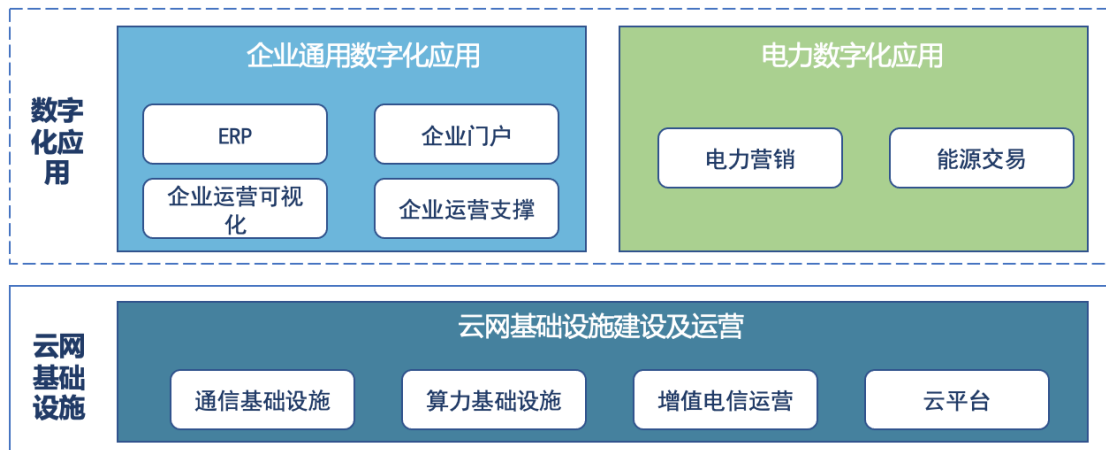 数字
化应
用
企业通用数字化应用
ERP
企业门户
企业运营可视
化
企业运营支撑
电力数字化应用
电力营销
能源交易
云网
基础
设施
云网基础设施建设及运营
通信基础设施
算力基础设施
增值电信运营
云平台